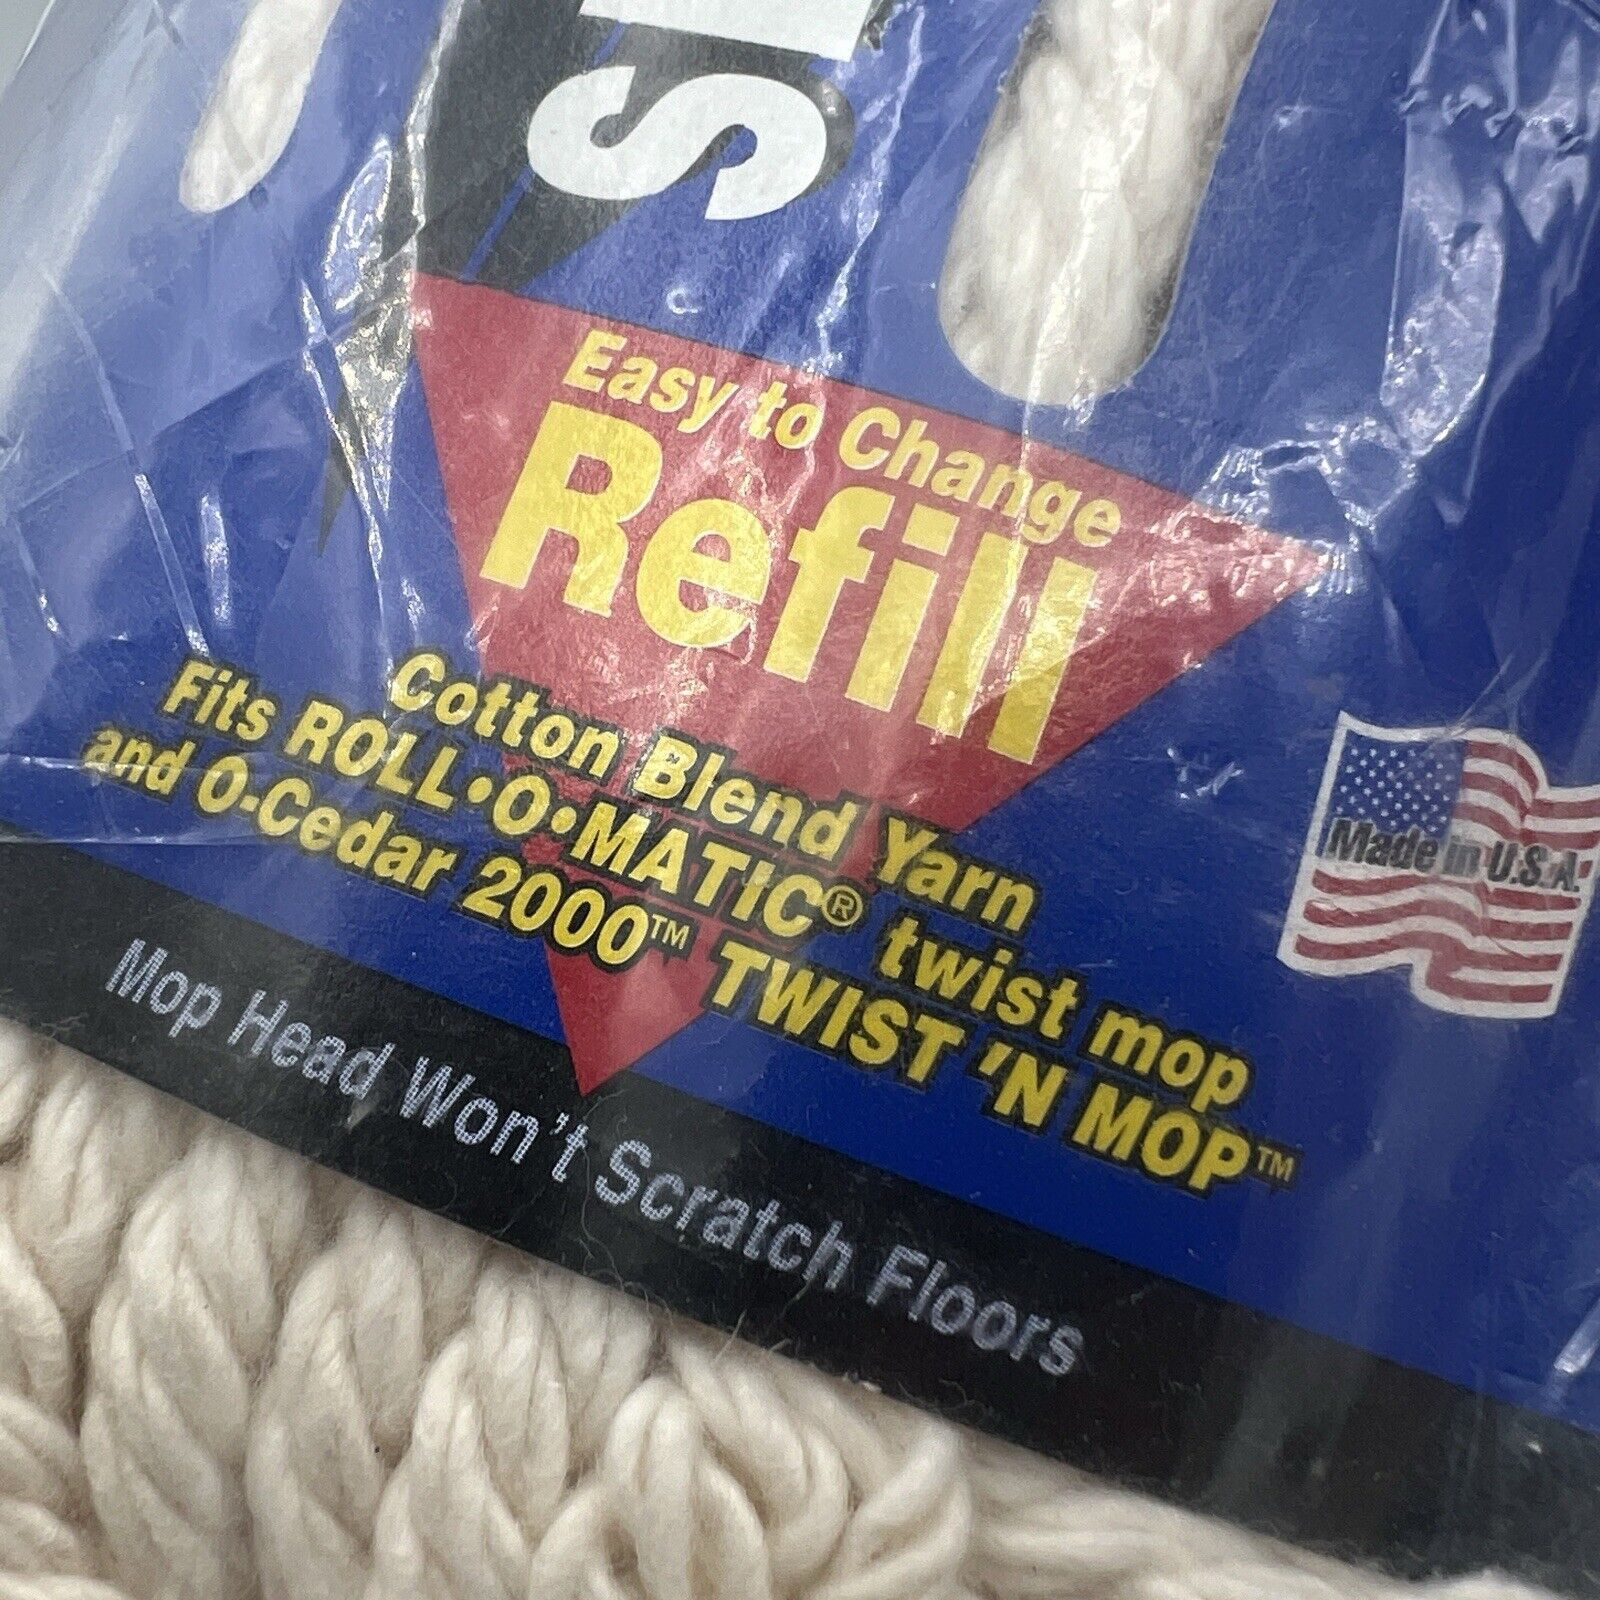 Easy to Change
Refill
Cotton Blend Yarn
Fits ROLL•O•MATIC® twist mop
and O-Cedar 2000™ TWIST 'N MOP™
Made in U.S.A.
Mop Head Won't Scratch Floors